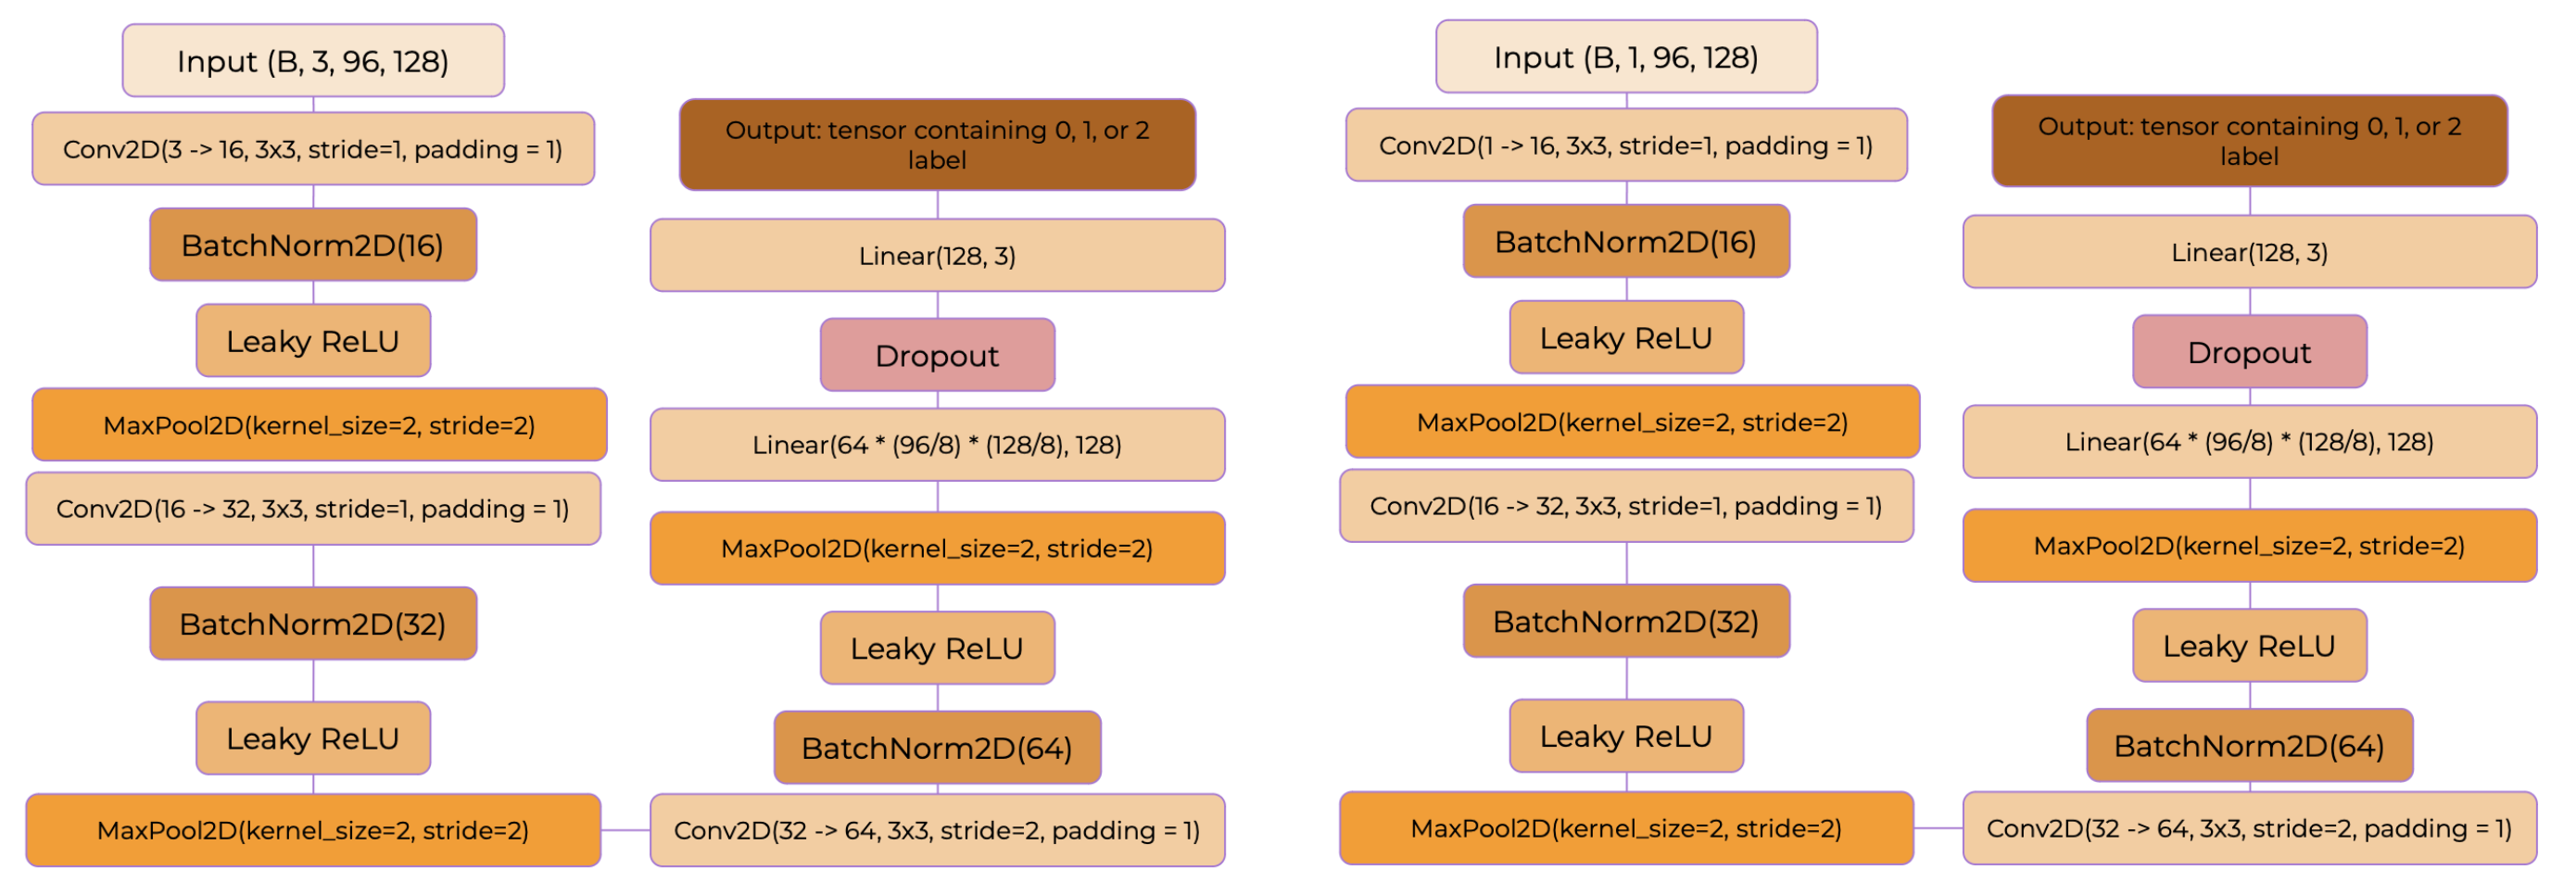 Input (B, 3, 96, 128)
Conv2D(3 -> 16, 3x3, stride=1, padding = 1)
BatchNorm2D(16)
Leaky ReLU
MaxPool2D(kernel_size=2, stride=2)
Conv2D(16 -> 32, 3x3, stride=1, padding = 1)
BatchNorm2D(32)
Leaky ReLU
MaxPool2D(kernel_size=2, stride=2)
Output: tensor containing 0, 1, or 2
label
Linear(128, 3)
Dropout
Linear(64 * (96/8) * (128/8), 128)
MaxPool2D(kernel_size=2, stride=2)
Leaky ReLU
BatchNorm2D(64)
Conv2D(32 -> 64, 3x3, stride=2, padding = 1)
Input (B, 1, 96, 128)
Conv2D(1 -> 16, 3x3, stride=1, padding = 1)
BatchNorm2D(16)
Leaky ReLU
MaxPool2D(kernel_size=2, stride=2)
Conv2D(16 -> 32, 3x3, stride=1, padding = 1)
BatchNorm2D(32)
Leaky ReLU
MaxPool2D(kernel_size=2, stride=2)
Output: tensor containing 0, 1, or 2
label
Linear(128, 3)
Dropout
Linear(64 * (96/8) * (128/8), 128)
MaxPool2D(kernel_size=2, stride=2)
Leaky ReLU
BatchNorm2D(64)
Conv2D(32 -> 64, 3x3, stride=2, padding = 1)